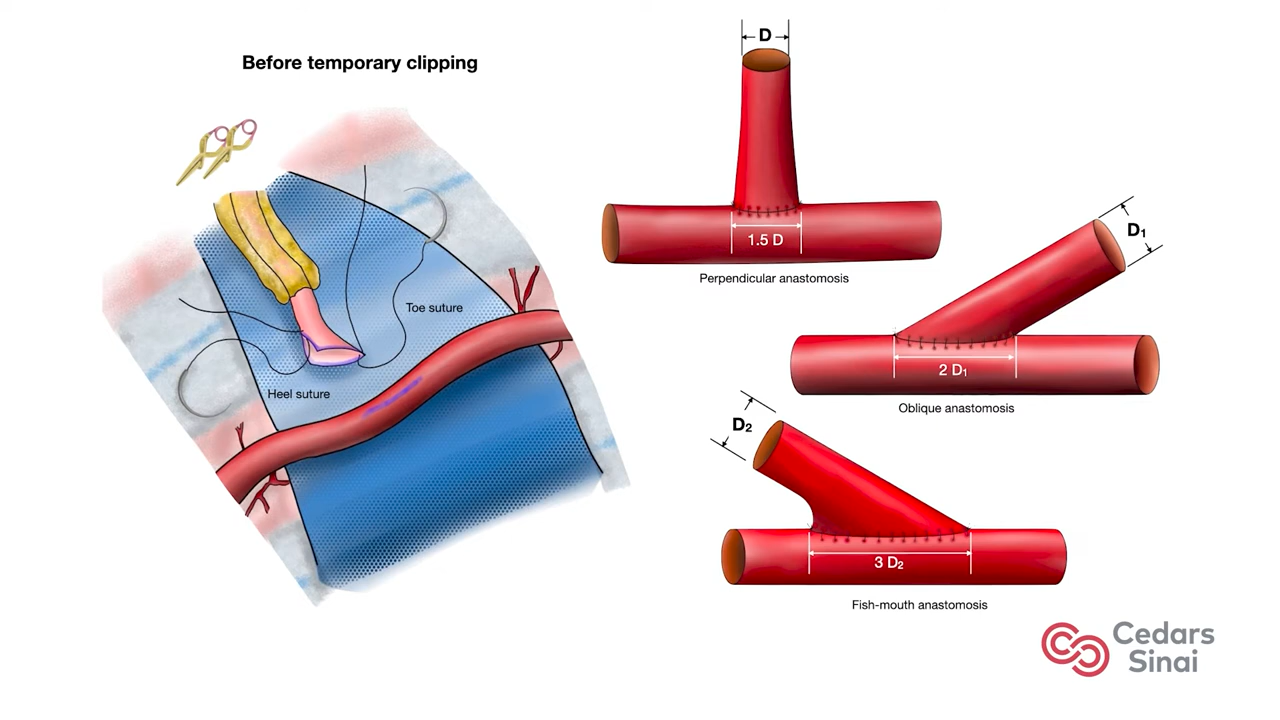 Before temporary clipping
Toe suture
Heel suture
D
1.5 D
Perpendicular anastomosis
D₁
2 D₁
Oblique anastomosis
D₂
3 D₂
Fish-mouth anastomosis
Cedars
Sinai